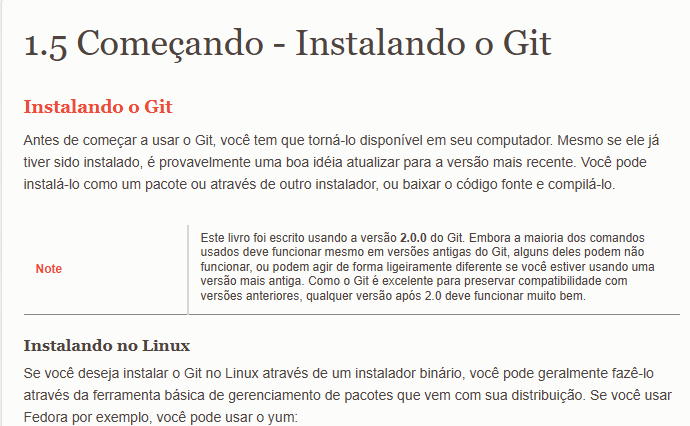 1.5 Começando - Instalando o Git
Instalando o Git
Antes de começar a usar o Git, você tem que torná-lo disponível em seu computador. Mesmo se ele já
tiver sido instalado, é provavelmente uma boa idéia atualizar para a versão mais recente. Você pode
instalá-lo como um pacote ou através de outro instalador, ou baixar o código fonte e compilá-lo.
Note
Este livro foi escrito usando a versão 2.0.0 do Git. Embora a maioria dos comandos
usados deve funcionar mesmo em versões antigas do Git, alguns deles podem não
funcionar, ou podem agir de forma ligeiramente diferente se você estiver usando uma
versão mais antiga. Como o Git é excelente para preservar compatibilidade com
versões anteriores, qualquer versão após 2.0 deve funcionar muito bem.
Instalando no Linux
Se você deseja instalar o Git no Linux através de um instalador binário, você pode geralmente fazê-lo
através da ferramenta básica de gerenciamento de pacotes que vem com sua distribuição. Se você usar
Fedora por exemplo, você pode usar o yum: